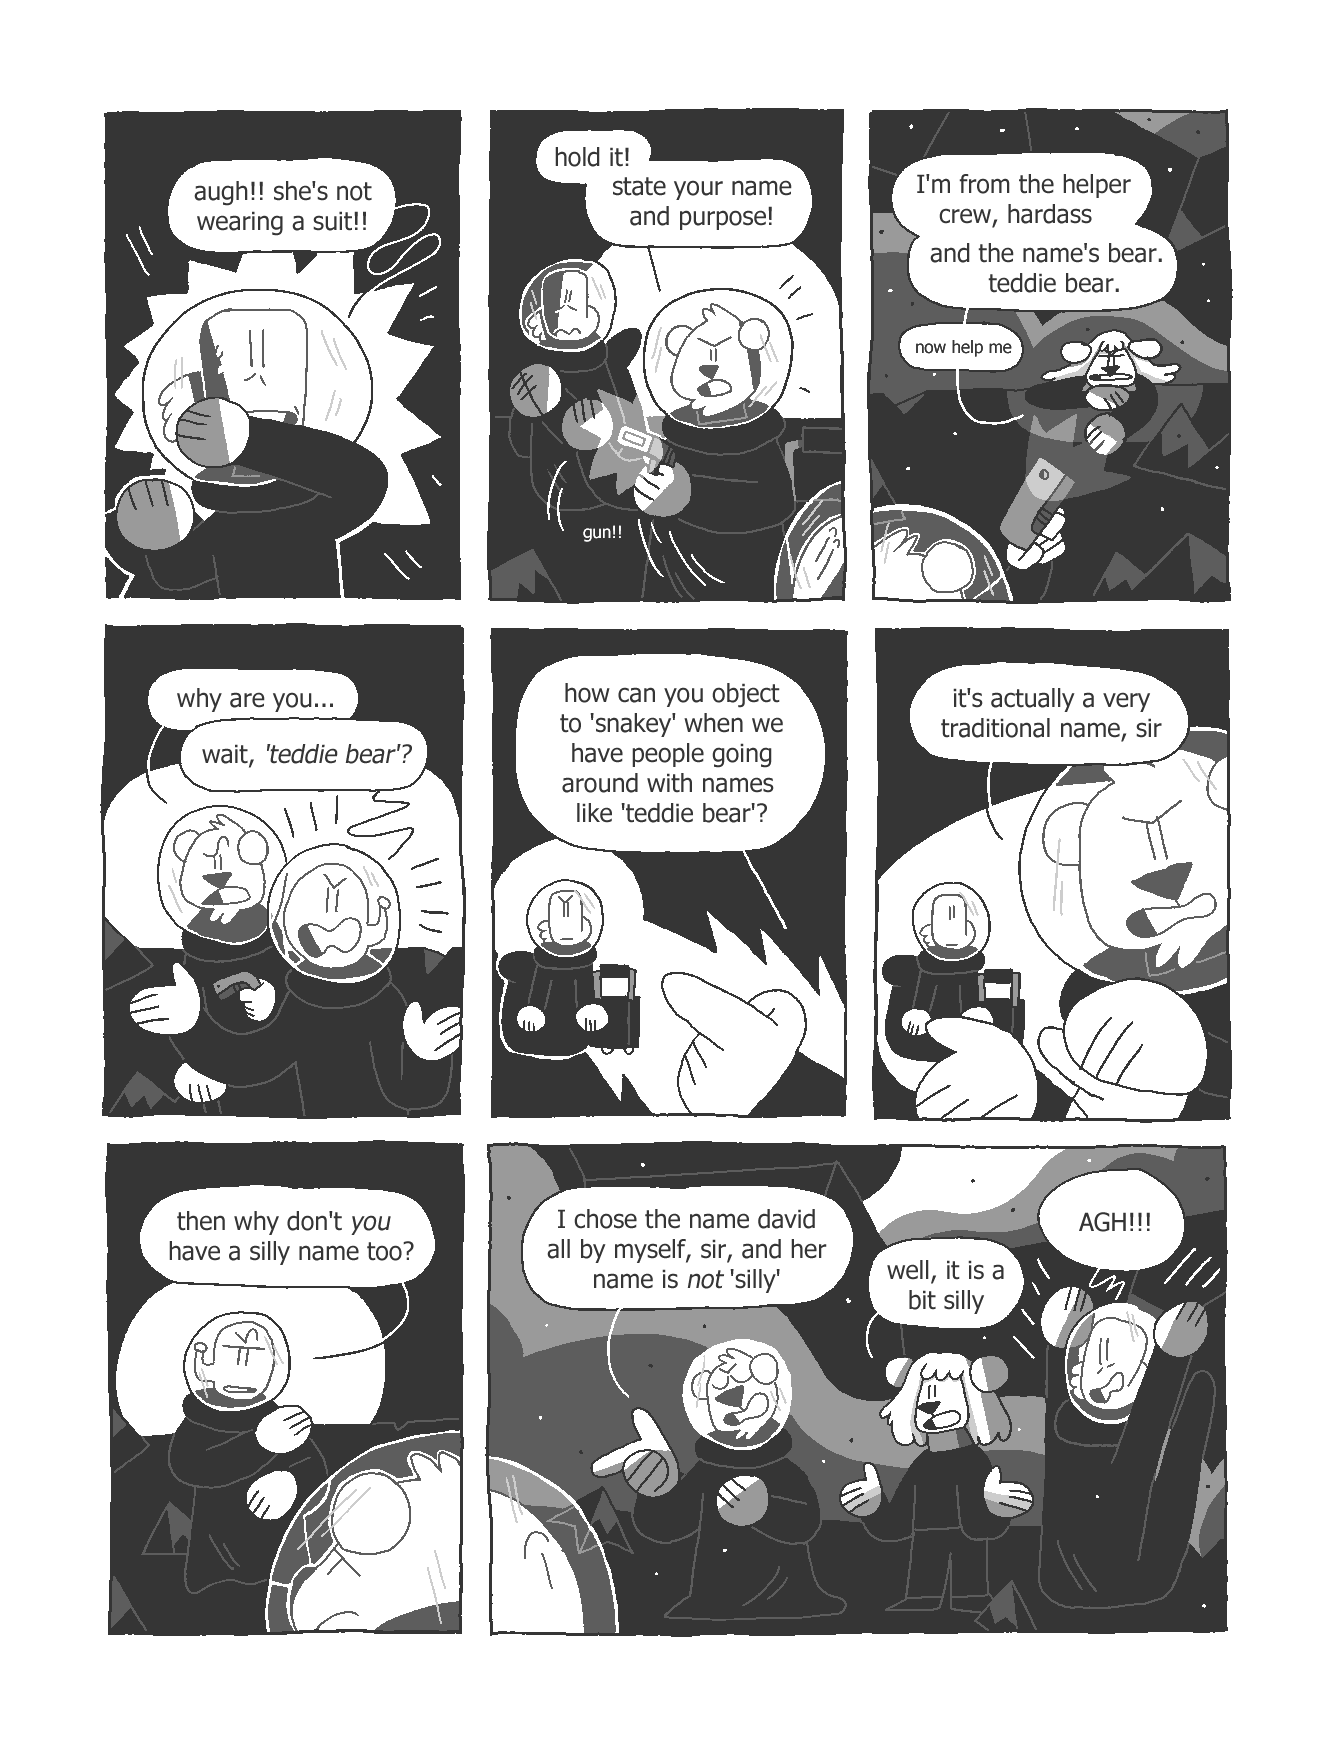 augh!! she's not
wearing a suit!!
hold it!
state your name
and purpose!
gun!!
I'm from the helper
crew, hardass
and the name's bear.
teddie bear.
now help me
why are you...
wait, 'teddie bear'?
how can you object
to 'snakey' when we
have people going
around with names
like 'teddie bear'?
it's actually a very
traditional name, sir
then why don't you
have a silly name too?
I chose the name david
all by myself, sir, and her
name is not 'silly'
well, it is a
bit silly
AGH!!!